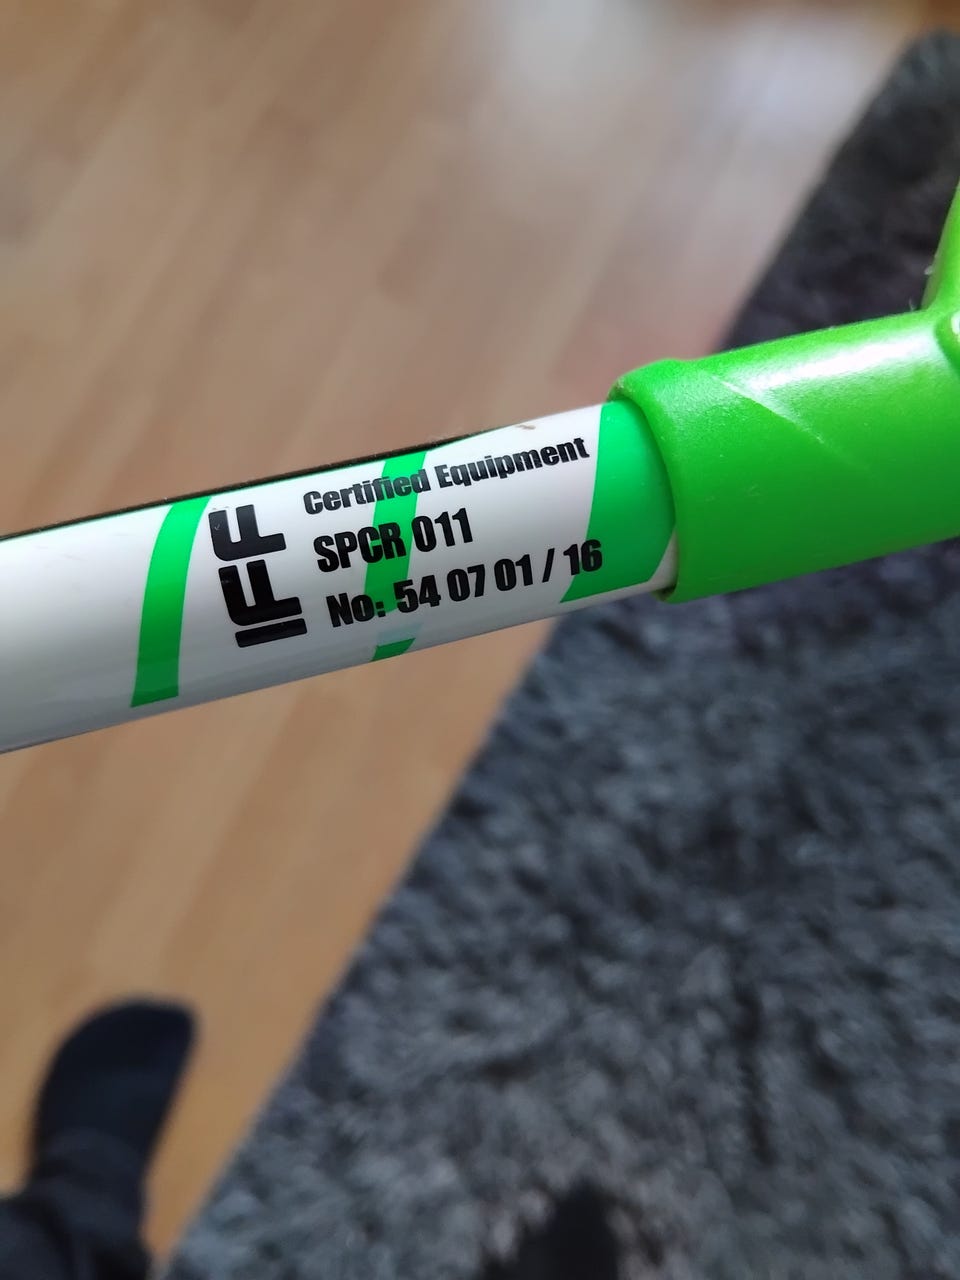 IFF
Certified Equipment
SPCR 011
No: 54 07 01 / 16